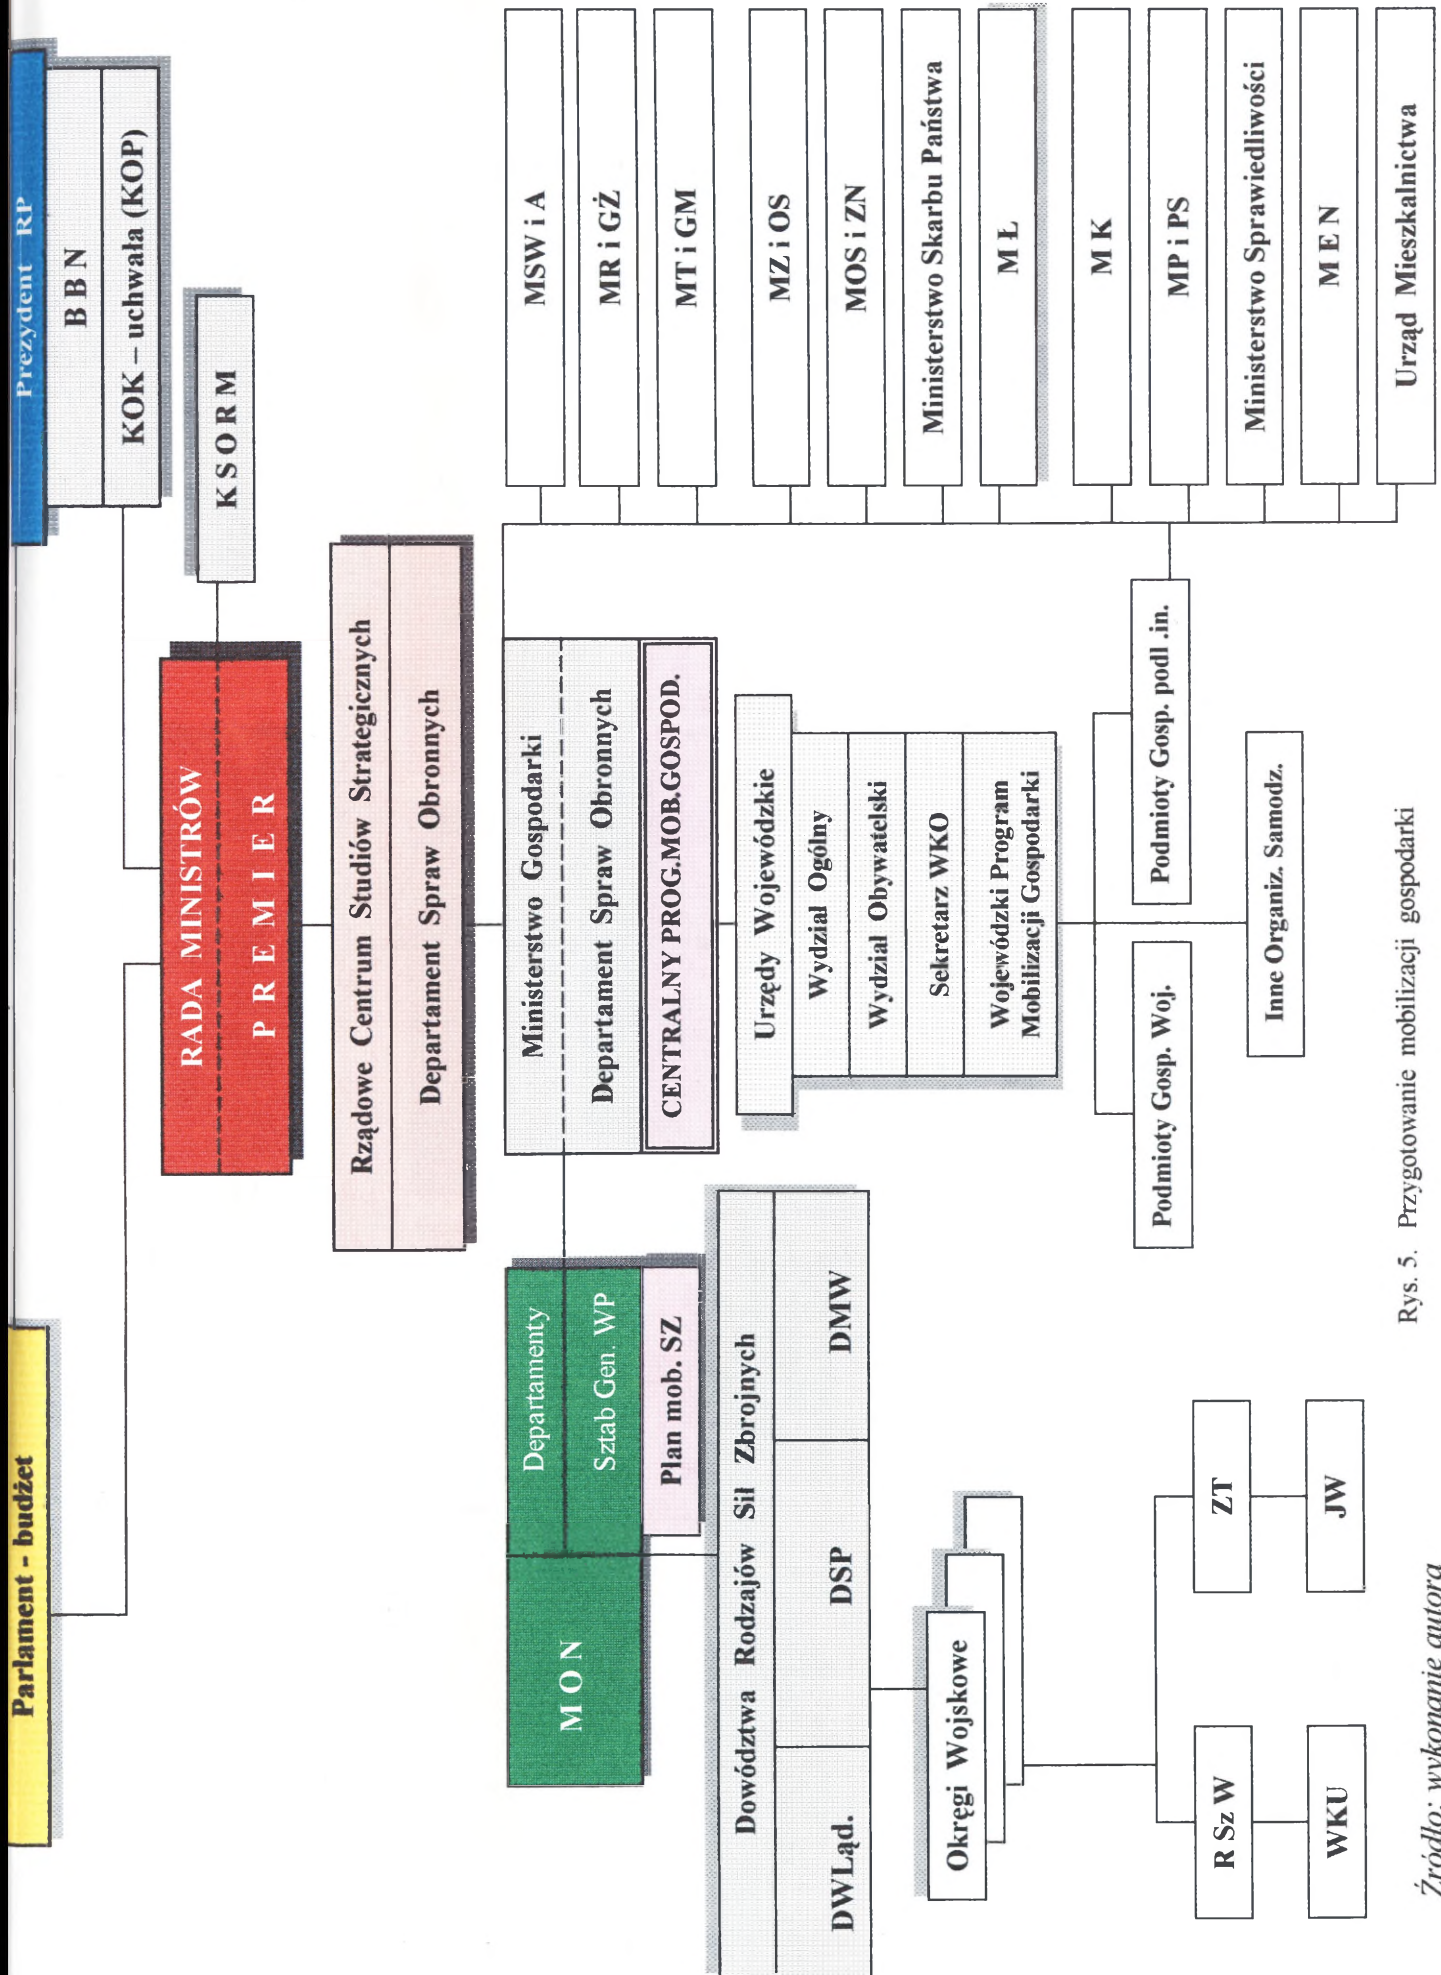 Parlament - budżet
Prezydent RP
B B N
KOK – uchwała (KOP)
RADA MINISTRÓW
P R E M I E R
K S O R M
Rządowe Centrum Studiów Strategicznych
Departament Spraw Obronnych
M O N
Departamenty
Sztab Gen. WP
Plan mob. SZ
Ministerstwo Gospodarki
Departament Spraw Obronnych
CENTRALNY PROG.MOB.GOSPOD.
MSW i A
MR i GŻ
MT i GM
MZ i OS
MOS i ZN
Ministerstwo Skarbu Państwa
M Ł
M K
MP i PS
Ministerstwo Sprawiedliwości
M E N
Urząd Mieszkalnictwa
Dowództwa Rodzajów Sił Zbrojnych
DWLąd.
DSP
DMW
Urzędy Wojewódzkie
Wydział Ogólny
Wydział Obywatelski
Sekretarz WKO
Wojewódzki Program
Mobilizacji Gospodarki
Okręgi Wojskowe
Podmioty Gosp. Woj.
Podmioty Gosp. podl .in.
R Sz W
ZT
Inne Organiz. Samodz.
WKU
JW
Rys. 5. Przygotowanie mobilizacji gospodarki
Źródło: wykonanie autora